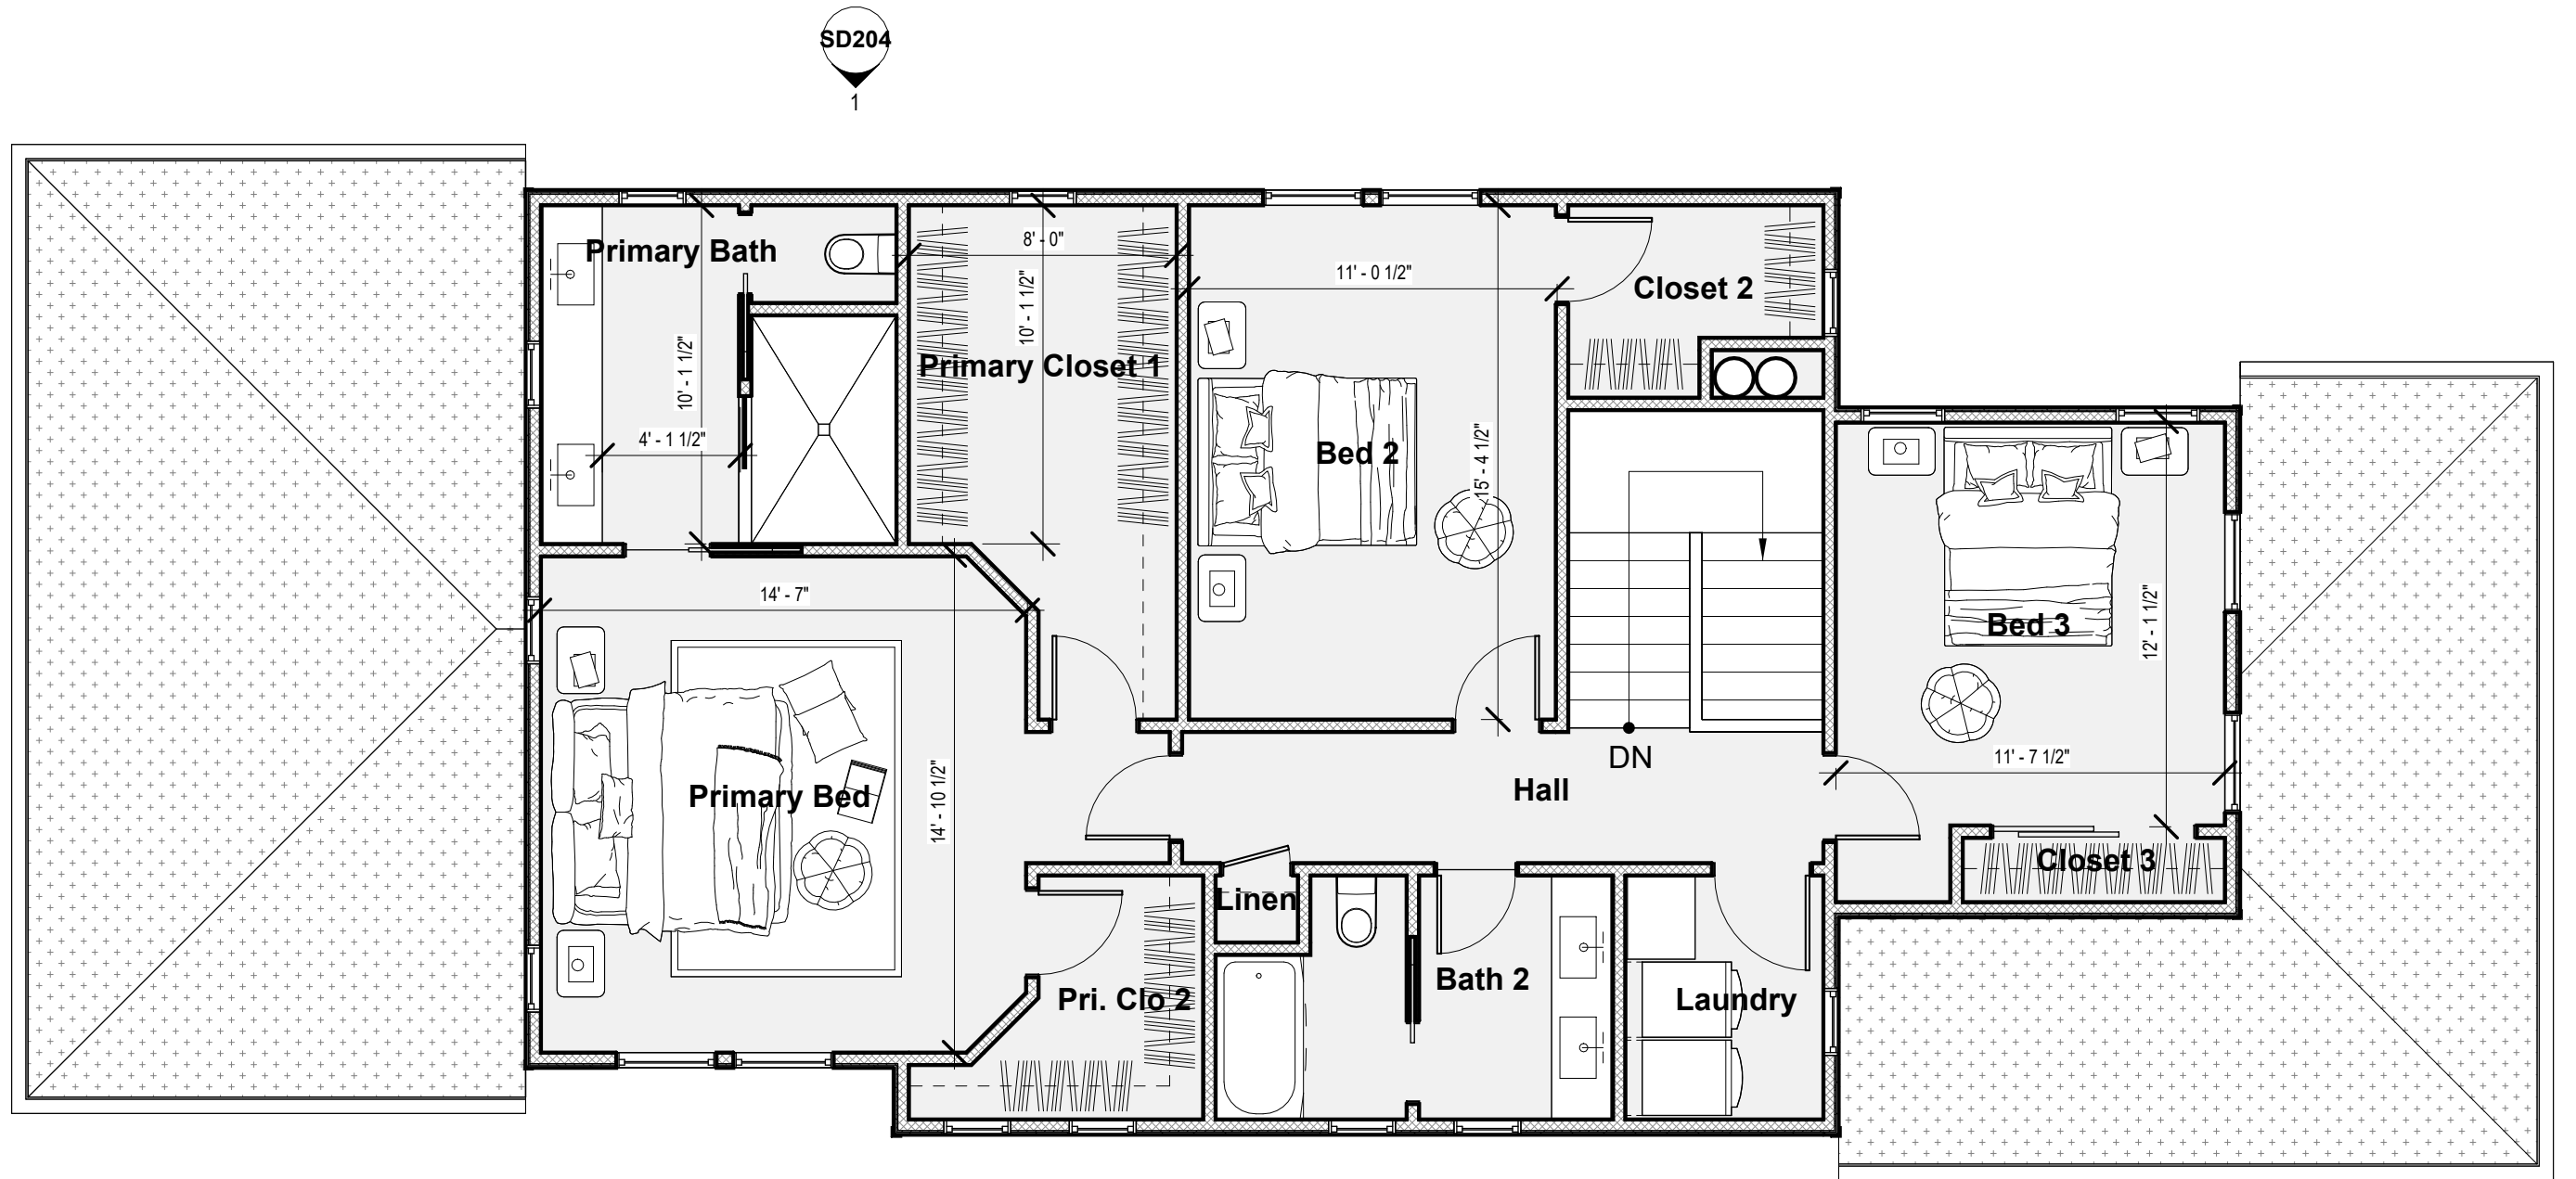 SD204
1
Primary Bath
8' - 0"
10' - 1 1/2"
11' - 0 1/2"
Closet 2
10' - 1 1/2"
Primary Closet 1
4' - 1 1/2"
Bed 2
15' - 4 1/2"
14' - 7"
Bed 3
12' - 1 1/2"
DN
11' - 7 1/2"
Primary Bed
14' - 10 1/2"
Hall
Closet 3
Linen
Pri. Clo 2
Bath 2
Laundry